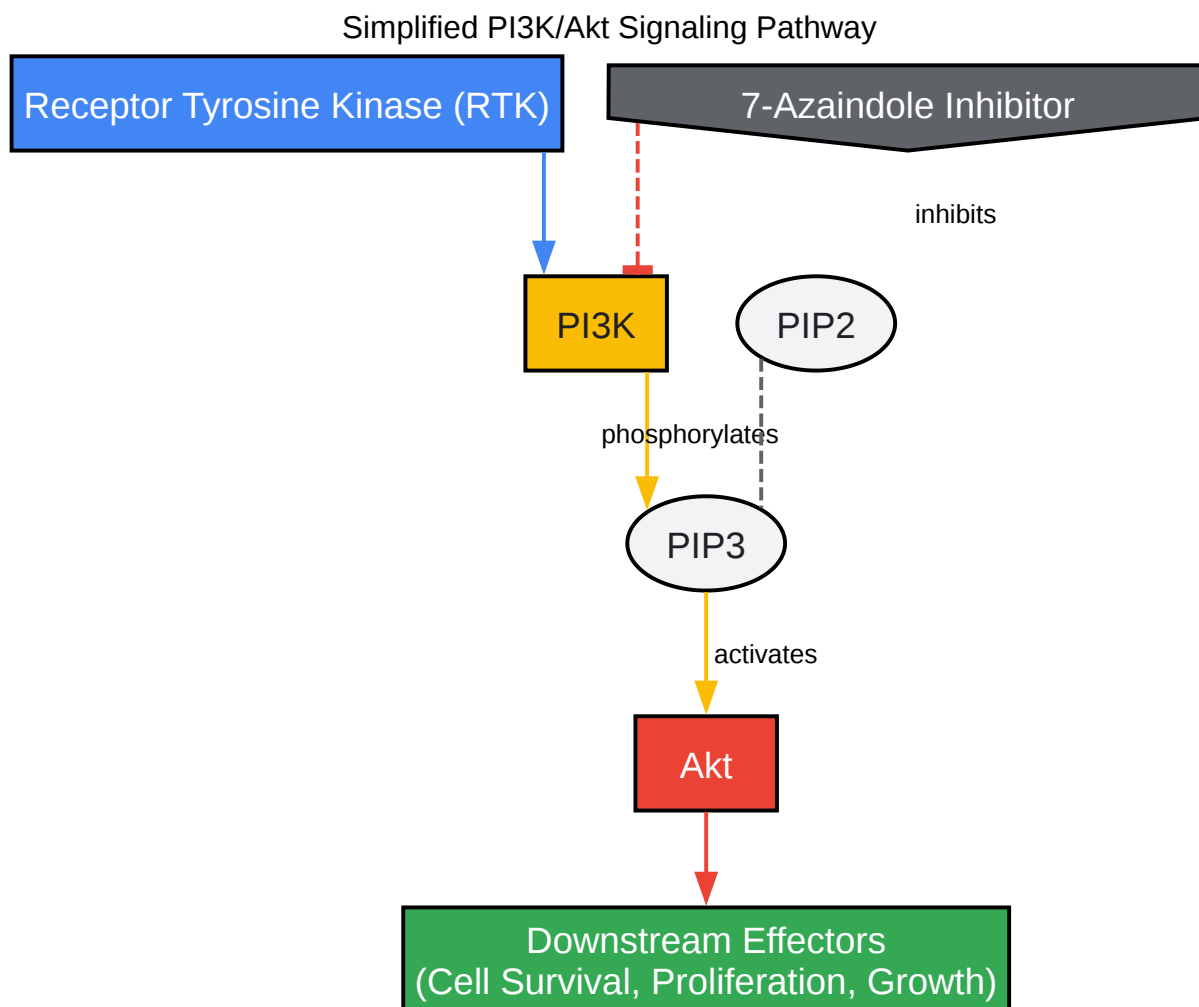 Simplified PI3K/Akt Signaling Pathway
Receptor Tyrosine Kinase (RTK)
7-Azaindole Inhibitor
inhibits
PI3K
PIP2
phosphorylates
PIP3
activates
Akt
Downstream Effectors
(Cell Survival, Proliferation, Growth)